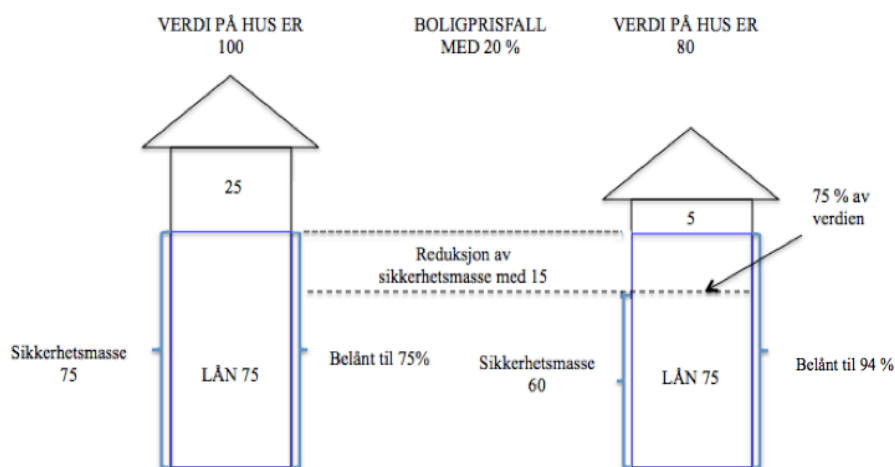 VERDI PÅ HUS ER
100
BOLIGPRISFALL
MED 20 %
VERDI PÅ HUS ER
80
25
5
75 % av
verdien
Reduksjon av
sikkerhetsmasse med 15
Sikkerhetsmasse
75
LÅN 75
Belånt til 75%
Sikkerhetsmasse
60
LÅN 75
Belånt til 94 %